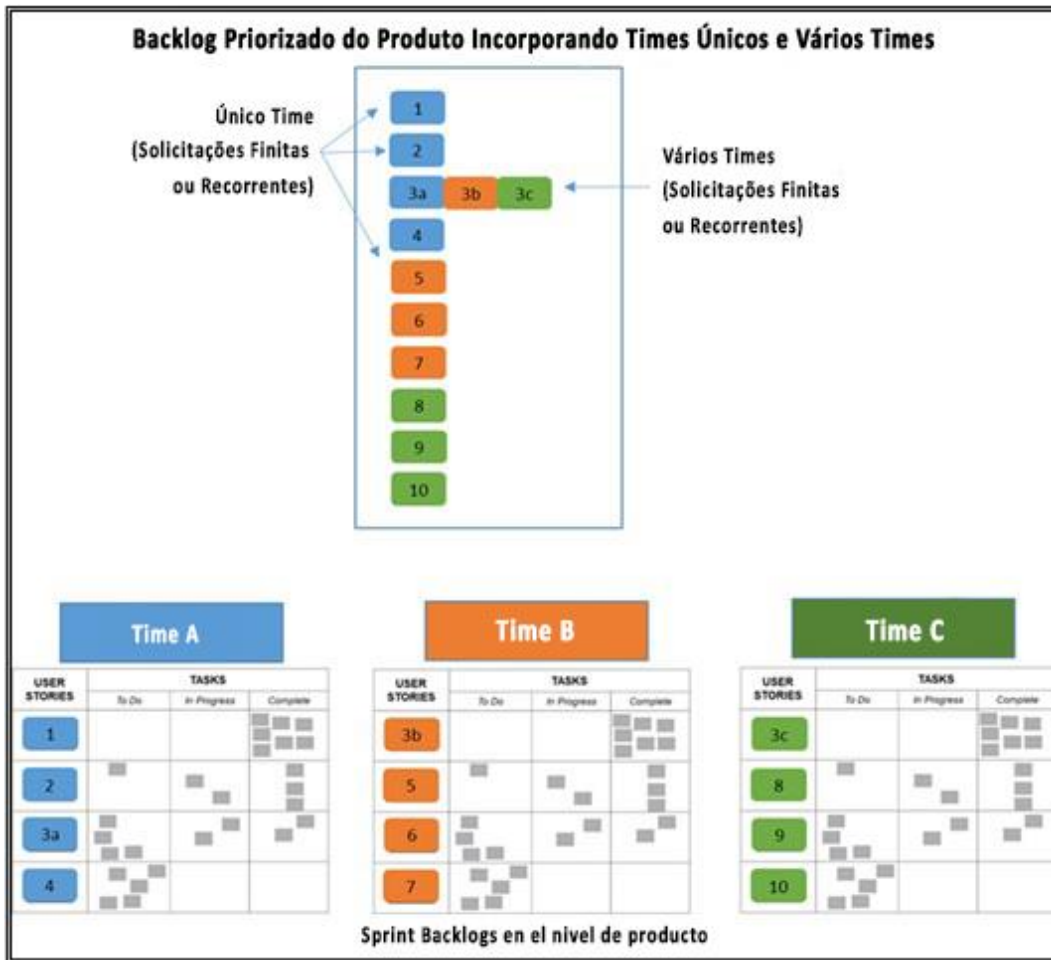 Backlog Priorizado do Produto Incorporando Times Únicos e Vários Times
Único Time
(Solicitações Finitas
ou Recorrentes)
1
2
3a 3b 3c
4
5
6
7
8
9
10
Vários Times
(Solicitações Finitas
ou Recorrentes)
Time A
USER
STORIES
TASKS
To Do In Progress Complete
1
2
3a
4
Time B
USER
STORIES
TASKS
To Do In Progress Complete
3b
5
6
7
Time C
USER
STORIES
TASKS
To Do In Progress Complete
3c
8
9
10
Sprint Backlogs en el nivel de producto